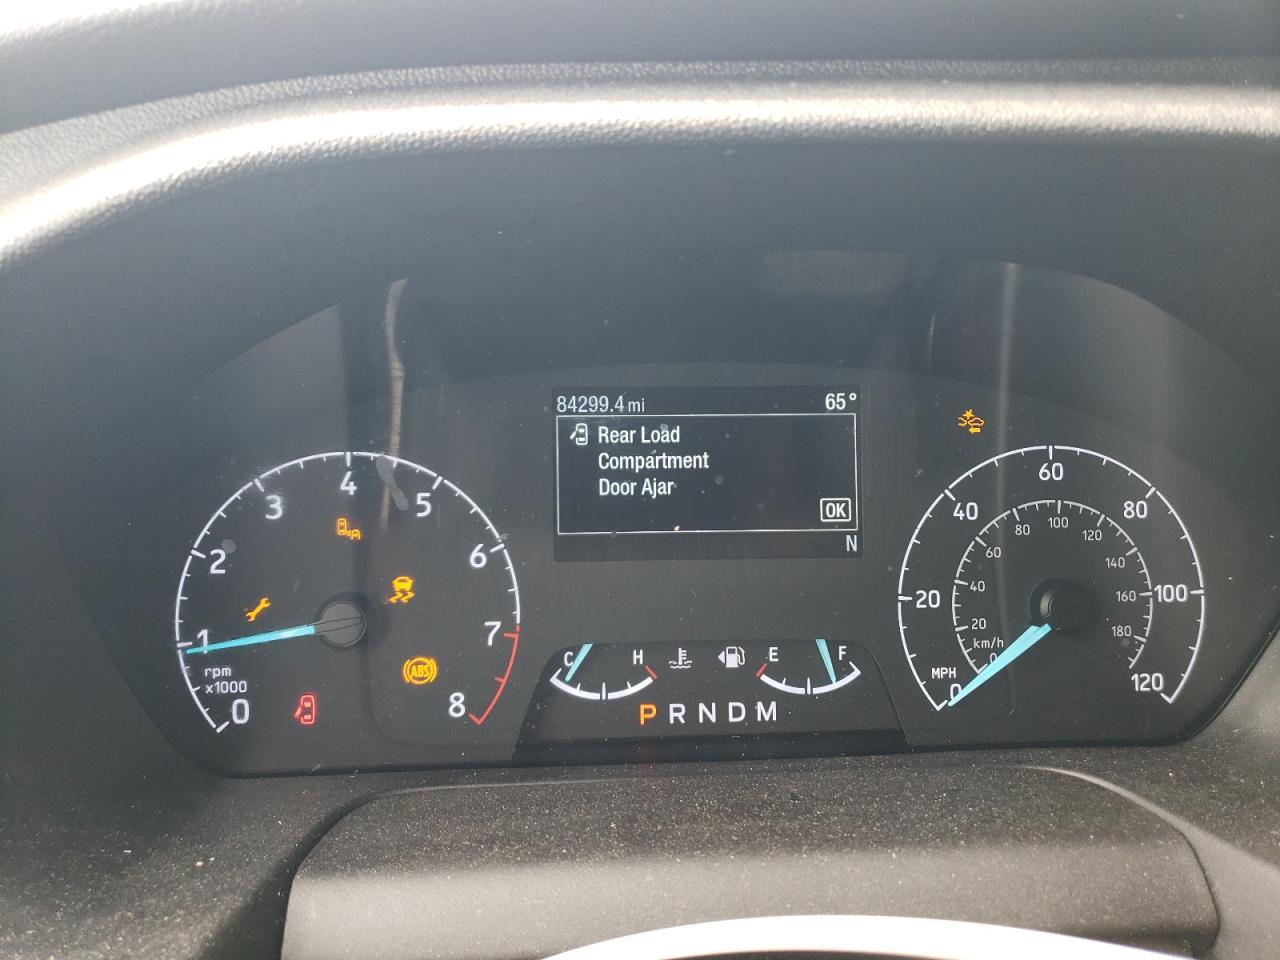 84299.4 mi 65°
Rear Load
Compartment
Door Ajar
OK
N
0 1 2 3 4 5 6 7 8
rpm
x1000
ABS
C H
E F
P R N D M
0 20 40 60 80 100 120
MPH
0 20 40 60 80 100 120 140 160 180
km/h